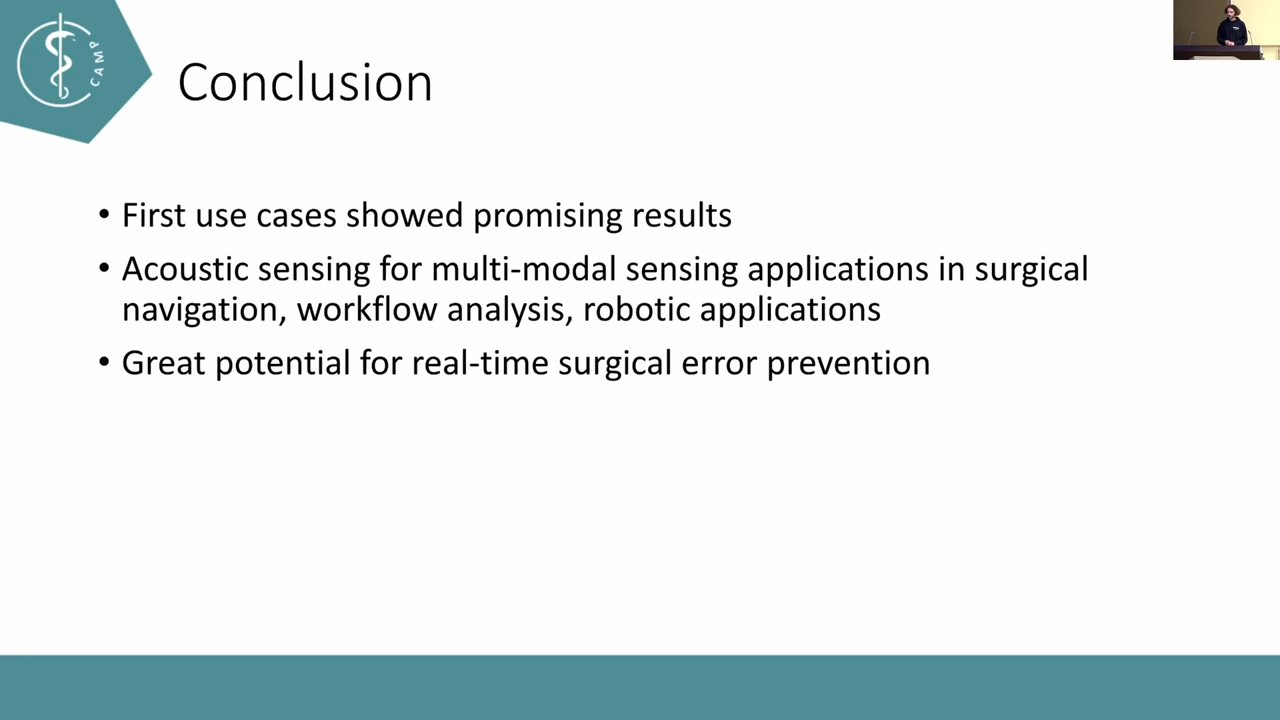 CAMP
Conclusion
• First use cases showed promising results
• Acoustic sensing for multi-modal sensing applications in surgical
navigation, workflow analysis, robotic applications
• Great potential for real-time surgical error prevention